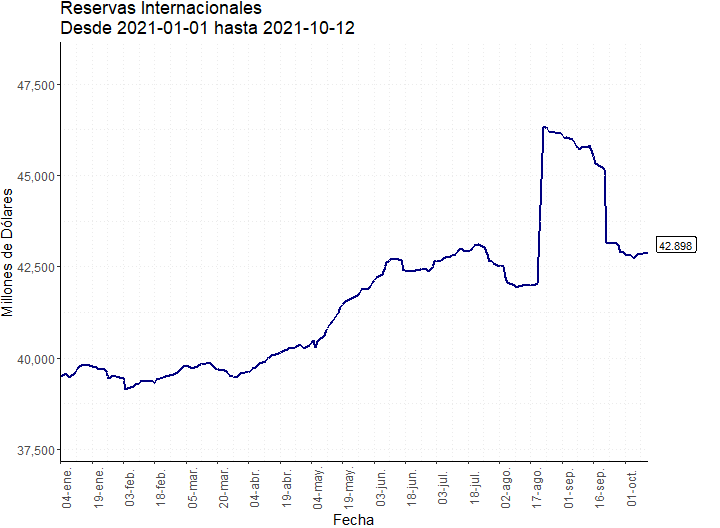 Reservas Internacionales
Desde 2021-01-01 hasta 2021-10-12
Millones de Dólares
47,500
45,000
42,500
40,000
37,500
42.898
04-ene.
19-ene.
03-feb.
18-feb.
05-mar.
20-mar.
04-abr.
19-abr.
04-may.
19-may.
03-jun.
18-jun.
03-jul.
18-jul.
02-ago.
17-ago.
01-sep.
16-sep.
01-oct.
Fecha